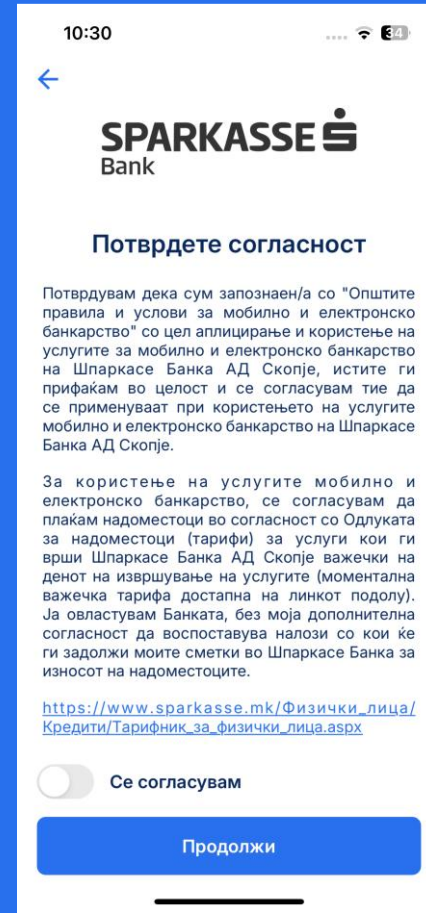 10:30
34
SPARKASSE
Bank
Потврдете согласност
Потврдувам дека сум запознаен/а со "Општите
правила и услови за мобилно и електронско
банкарство" со цел аплицирање и користење на
услугите за мобилно и електронско банкарство
на Шпаркасе Банка АД Скопје, истите ги
прифаќам во целост и се согласувам тие да
се применуваат при користењето на услугите
мобилно и електронско банкарство на Шпаркасе
Банка АД Скопје.
За користење на услугите мобилно и
електронско банкарство, се согласувам да
плаќам надоместоци во согласност со Одлуката
за надоместоци (тарифи) за услуги кои ги
врши Шпаркасе Банка АД Скопје важечки на
денот на извршување на услугите (моментална
важечка тарифа достапна на линкот подолу).
Ја овластувам Банката, без моја дополнителна
согласност да воспоставува налози со кои ќе
ги задолжи моите сметки во Шпаркасе Банка за
износот на надоместоците.
https://www.sparkasse.mk/Физички_лица/
Кредити/Тарифник_за_физички_лица.aspx
Се согласувам
Продолжи